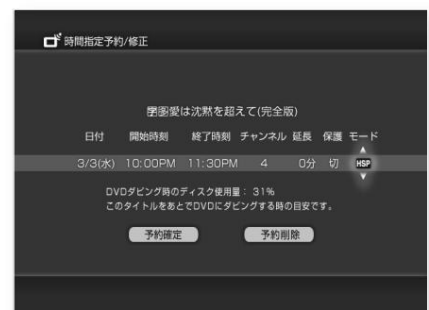 時間指定予約/修正
愛は沈黙を超えて(完全版)
日付 開始時刻 終了時刻 チャンネル 延長 保護 モード
3/3(水) 10:00PM 11:30PM 4 0分 切 HSP
DVDダビング時のディスク使用量： 31%
このタイトルをあとでDVDにダビングする時の目安です。
予約確定 予約削除